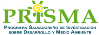 PRISMA
PROGRAMA SALVADOREÑO DE INVESTIGACIÓN
SOBRE DESARROLLO Y MEDIO AMBIENTE